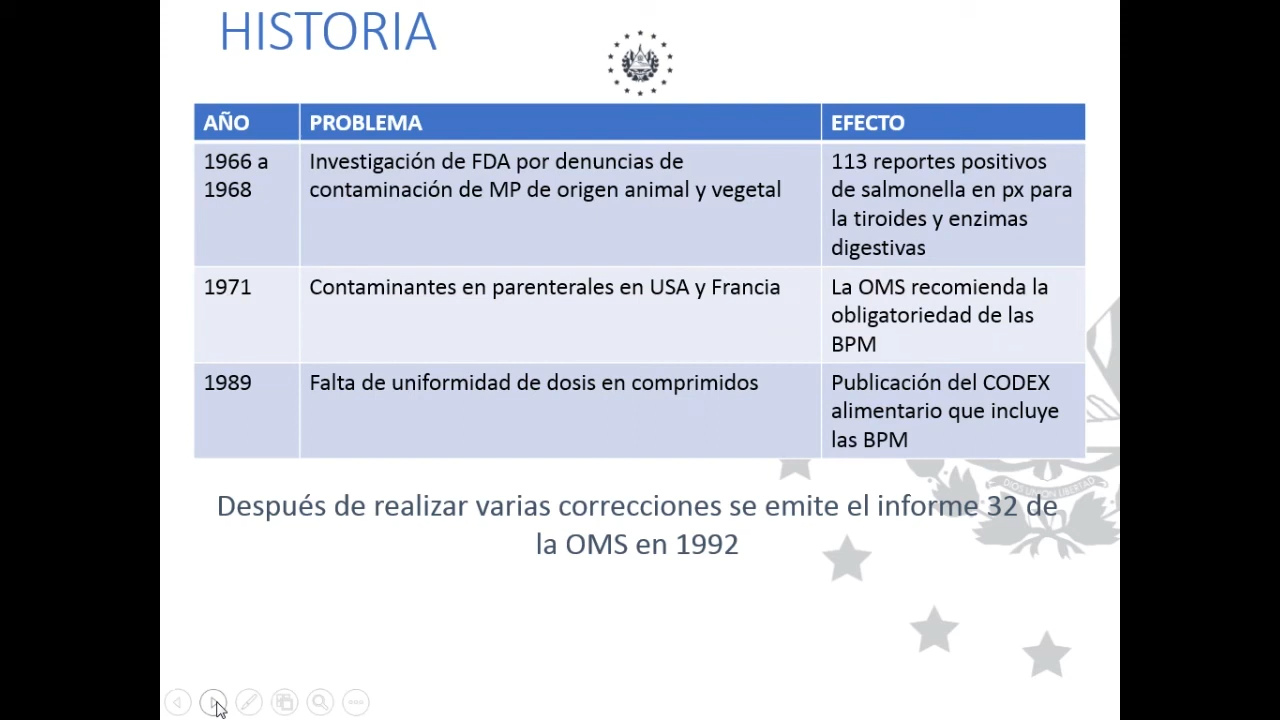 HISTORIA
AÑO
PROBLEMA
EFECTO
1966 a
1968
Investigación de FDA por denuncias de
contaminación de MP de origen animal y vegetal
113 reportes positivos
de salmonella en px para
la tiroides y enzimas
digestivas
1971
Contaminantes en parenterales en USA y Francia
La OMS recomienda la
obligatoriedad de las
BPM
1989
Falta de uniformidad de dosis en comprimidos
Publicación del CODEX
alimentario que incluye
las BPM
DIOS UNION LIBERTAD
Después de realizar varias correcciones se emite el informe 32 de
la OMS en 1992